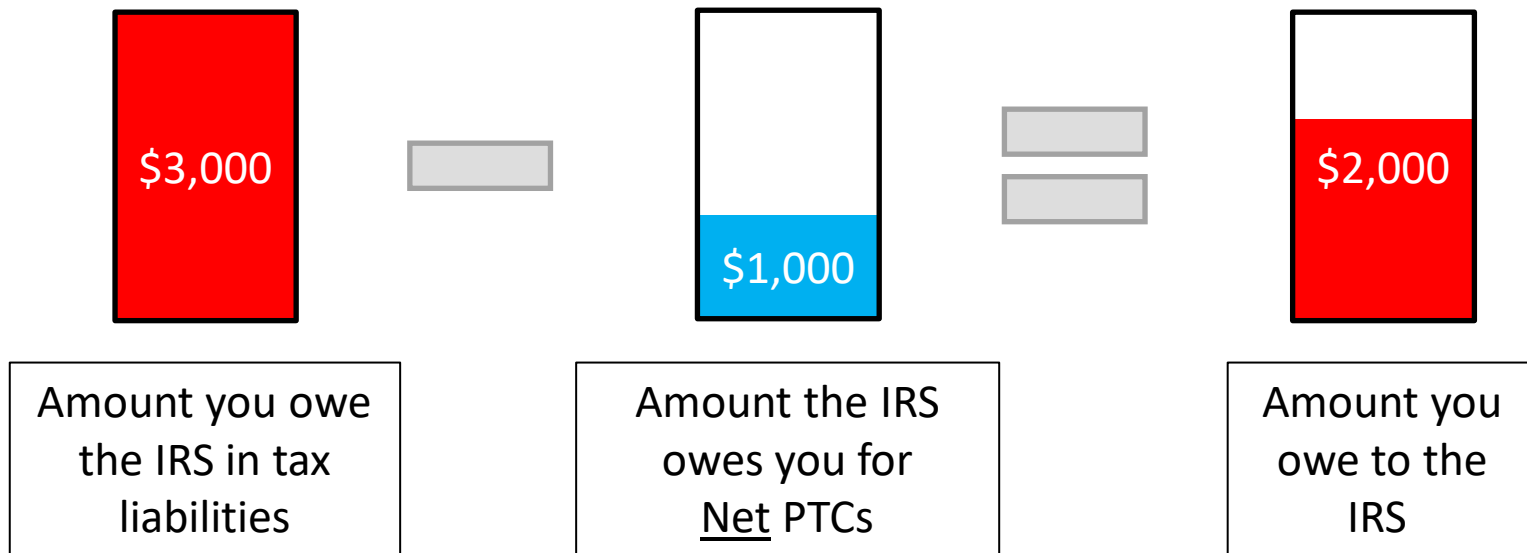 $3,000
$1,000
$2,000
Amount you owe
the IRS in tax
liabilities
Amount the IRS
owes you for
Net PTCs
Amount you
owe to the
IRS